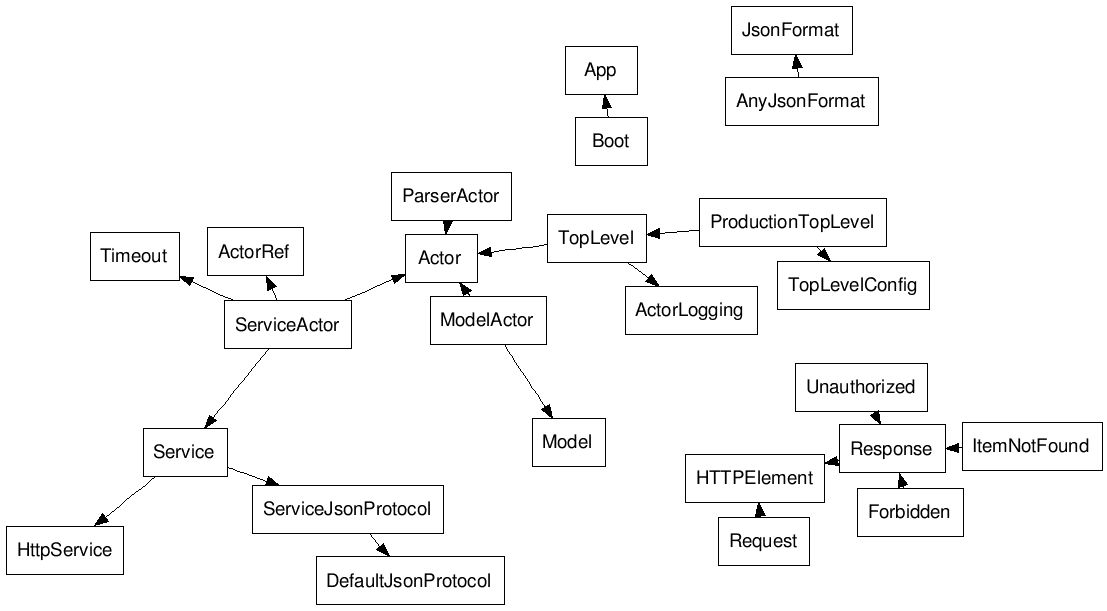 JsonFormat
App
AnyJsonFormat
Boot
ParserActor
ProductionTopLevel
TopLevel
Timeout
ActorRef
Actor
TopLevelConfig
ActorLogging
ServiceActor
ModelActor
Unauthorized
Service
Model
Response
ItemNotFound
HTTPElement
ServiceJsonProtocol
Forbidden
HttpService
Request
DefaultJsonProtocol